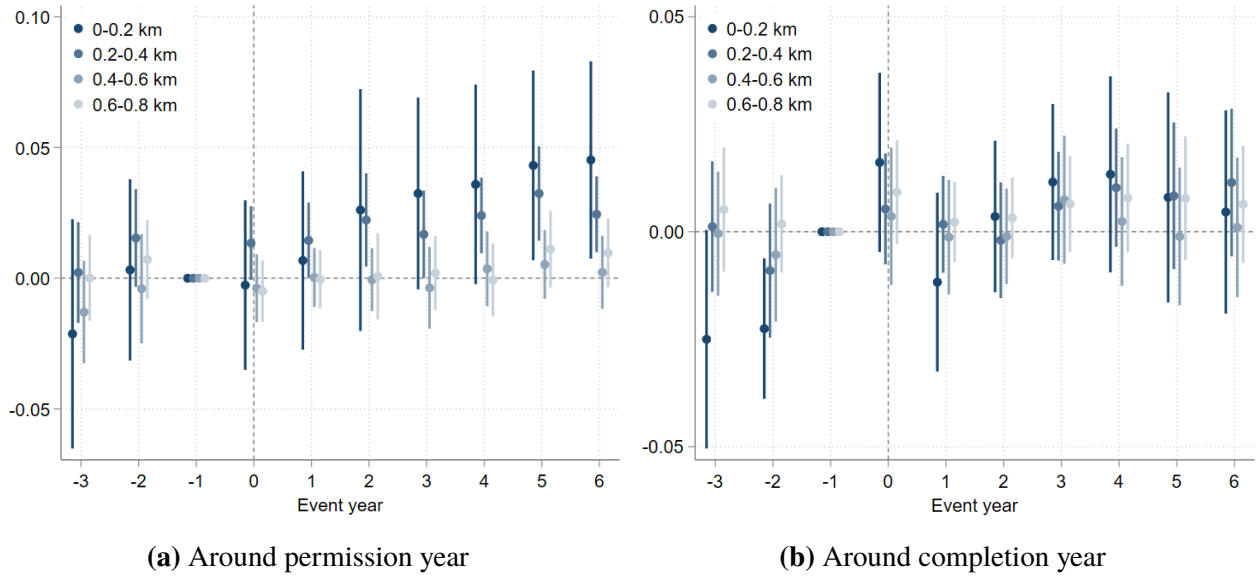 0.10
0.05
0.00
-0.05
0-0.2 km
0.2-0.4 km
0.4-0.6 km
0.6-0.8 km
-3 -2 -1 0 1 2 3 4 5 6
Event year
(a) Around permission year
0.05
0.00
-0.05
0-0.2 km
0.2-0.4 km
0.4-0.6 km
0.6-0.8 km
-3 -2 -1 0 1 2 3 4 5 6
Event year
(b) Around completion year